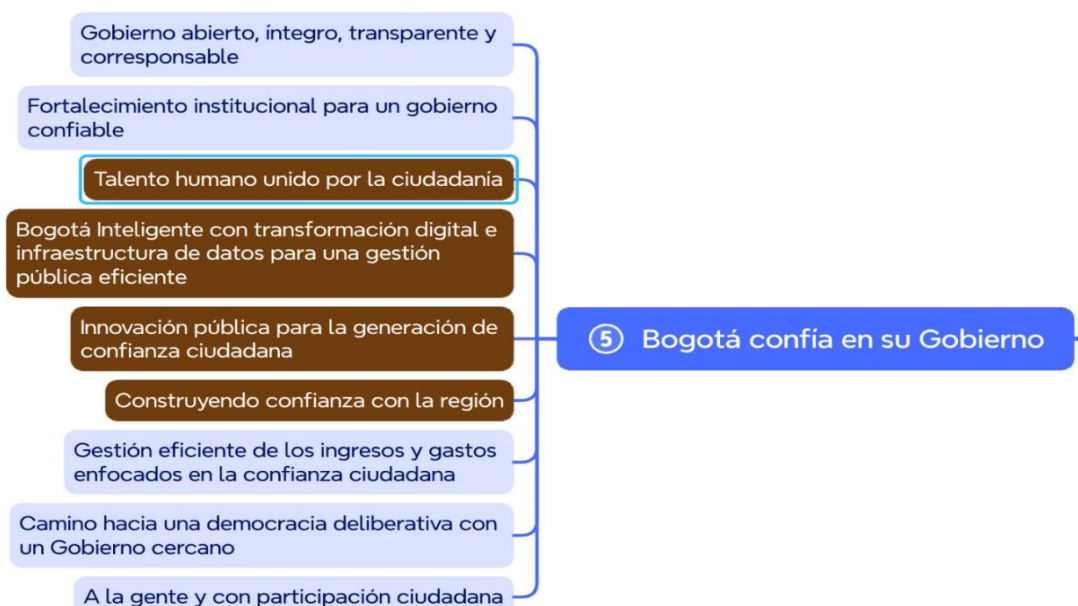 Gobierno abierto, íntegro, transparente y
corresponsable
Fortalecimiento institucional para un gobierno
confiable
Talento humano unido por la ciudadanía
Bogotá Inteligente con transformación digital e
infraestructura de datos para una gestión
pública eficiente
Innovación pública para la generación de
confianza ciudadana
Construyendo confianza con la región
Gestión eficiente de los ingresos y gastos
enfocados en la confianza ciudadana
Camino hacia una democracia deliberativa con
un Gobierno cercano
A la gente y con participación ciudadana
5 Bogotá confía en su Gobierno